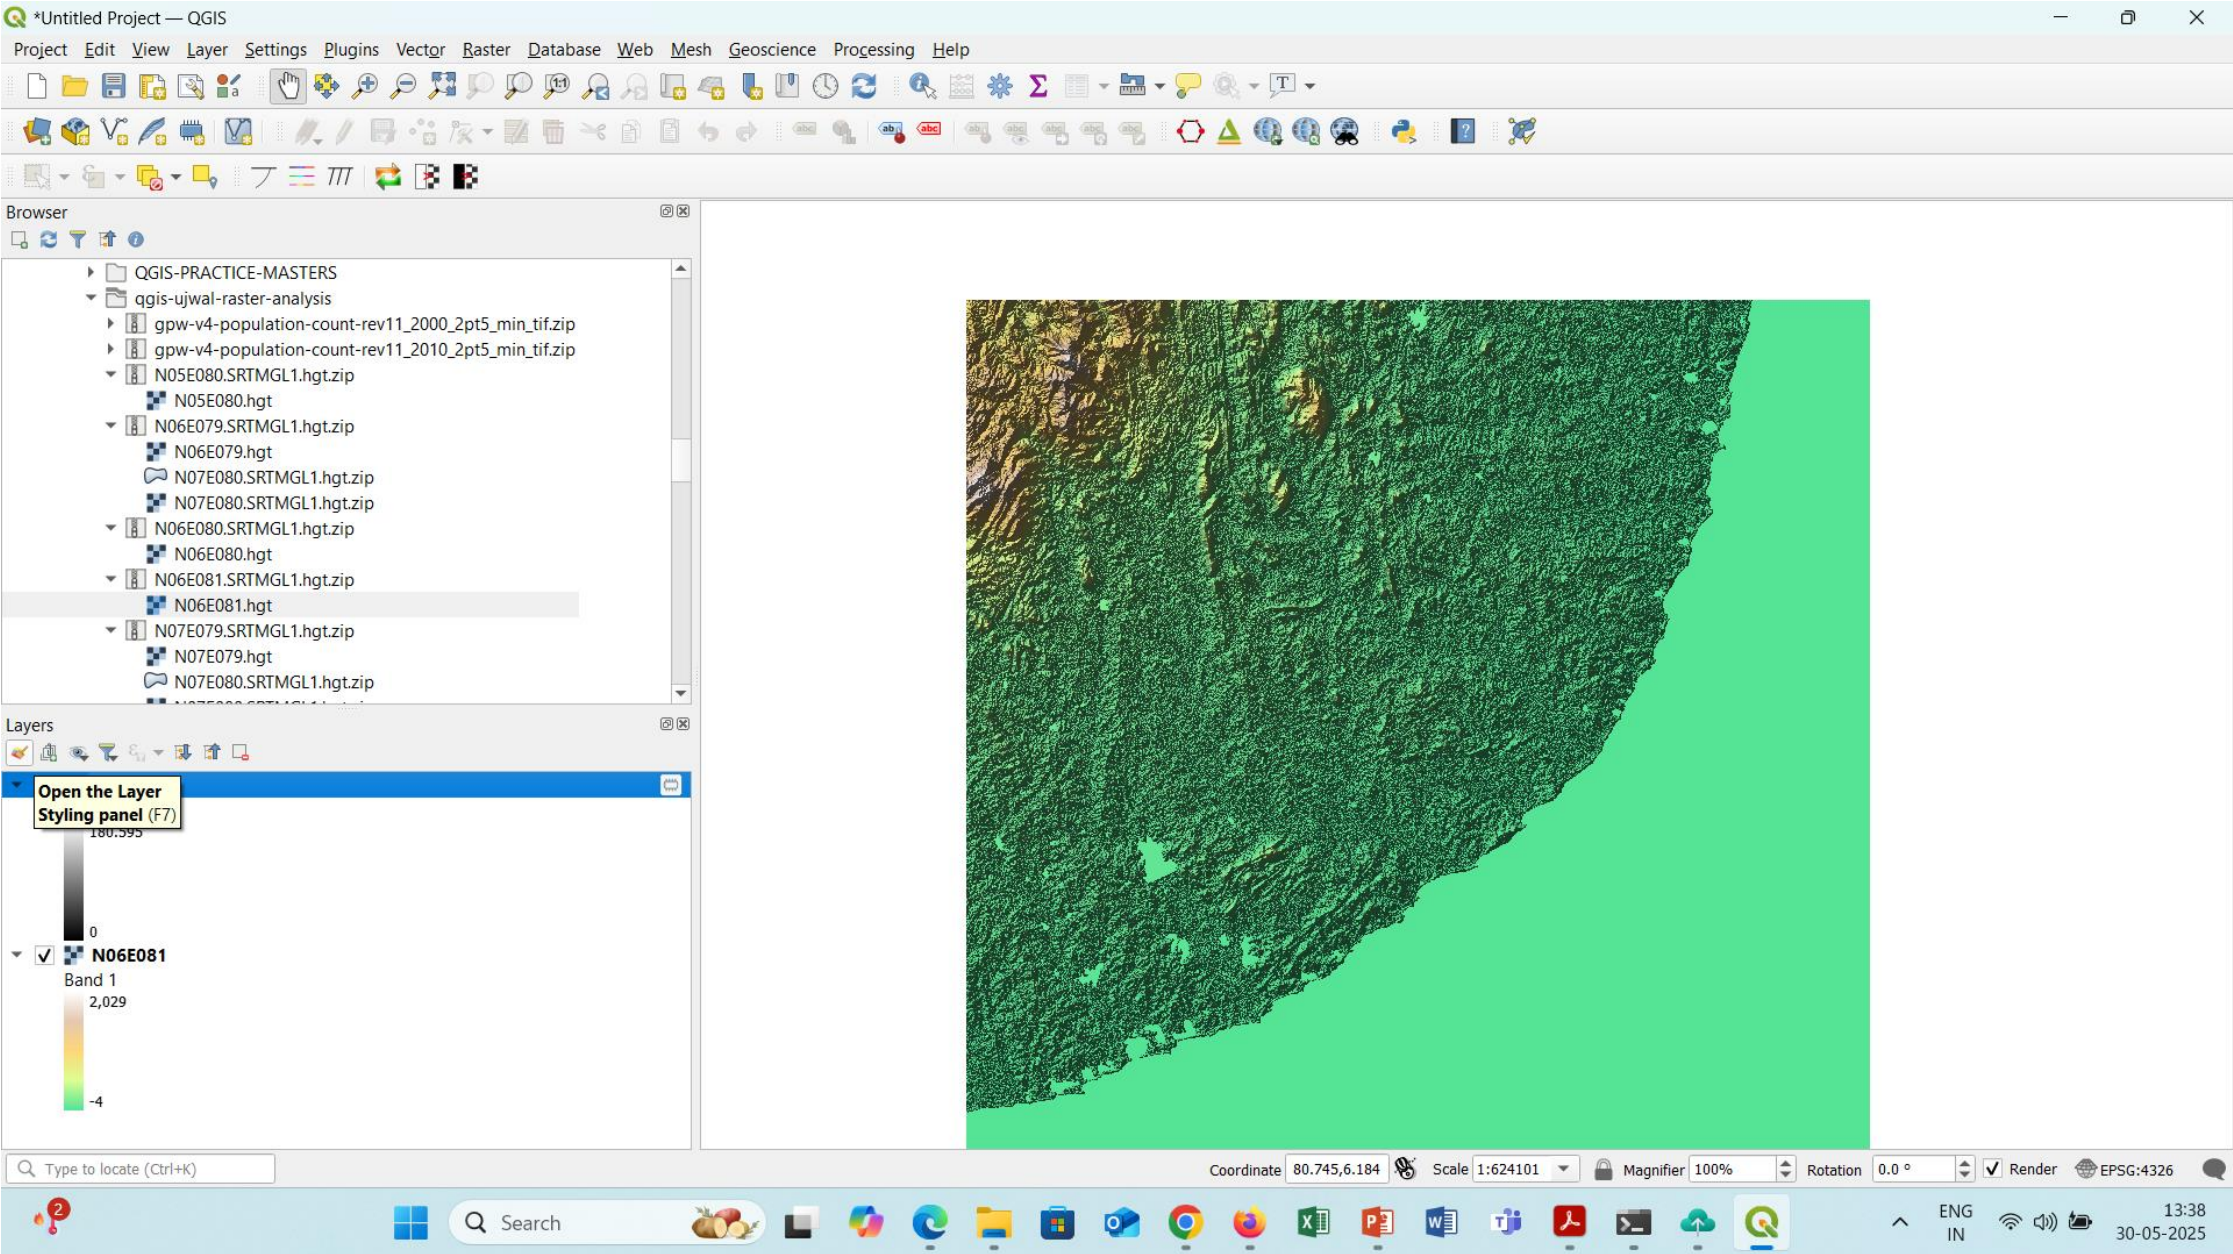 *Untitled Project — QGIS
Project Edit View Layer Settings Plugins Vector Raster Database Web Mesh Geoscience Processing Help
Browser
QGIS-PRACTICE-MASTERS
qgis-ujwal-raster-analysis
gpw-v4-population-count-rev11_2000_2pt5_min_tif.zip
gpw-v4-population-count-rev11_2010_2pt5_min_tif.zip
N05E080.SRTMGL1.hgt.zip
N05E080.hgt
N06E079.SRTMGL1.hgt.zip
N06E079.hgt
N07E080.SRTMGL1.hgt.zip
N07E080.SRTMGL1.hgt.zip
N06E080.SRTMGL1.hgt.zip
N06E080.hgt
N06E081.SRTMGL1.hgt.zip
N06E081.hgt
N07E079.SRTMGL1.hgt.zip
N07E079.hgt
N07E080.SRTMGL1.hgt.zip
Layers
Open the Layer
Styling panel (F7)
180.595
0
N06E081
Band 1
2,029
-4
Type to locate (Ctrl+K)
Coordinate 80.745,6.184 Scale 1:624101 Magnifier 100% Rotation 0.0 ° Render EPSG:4326
2
Search
ENG
IN
13:38
30-05-2025